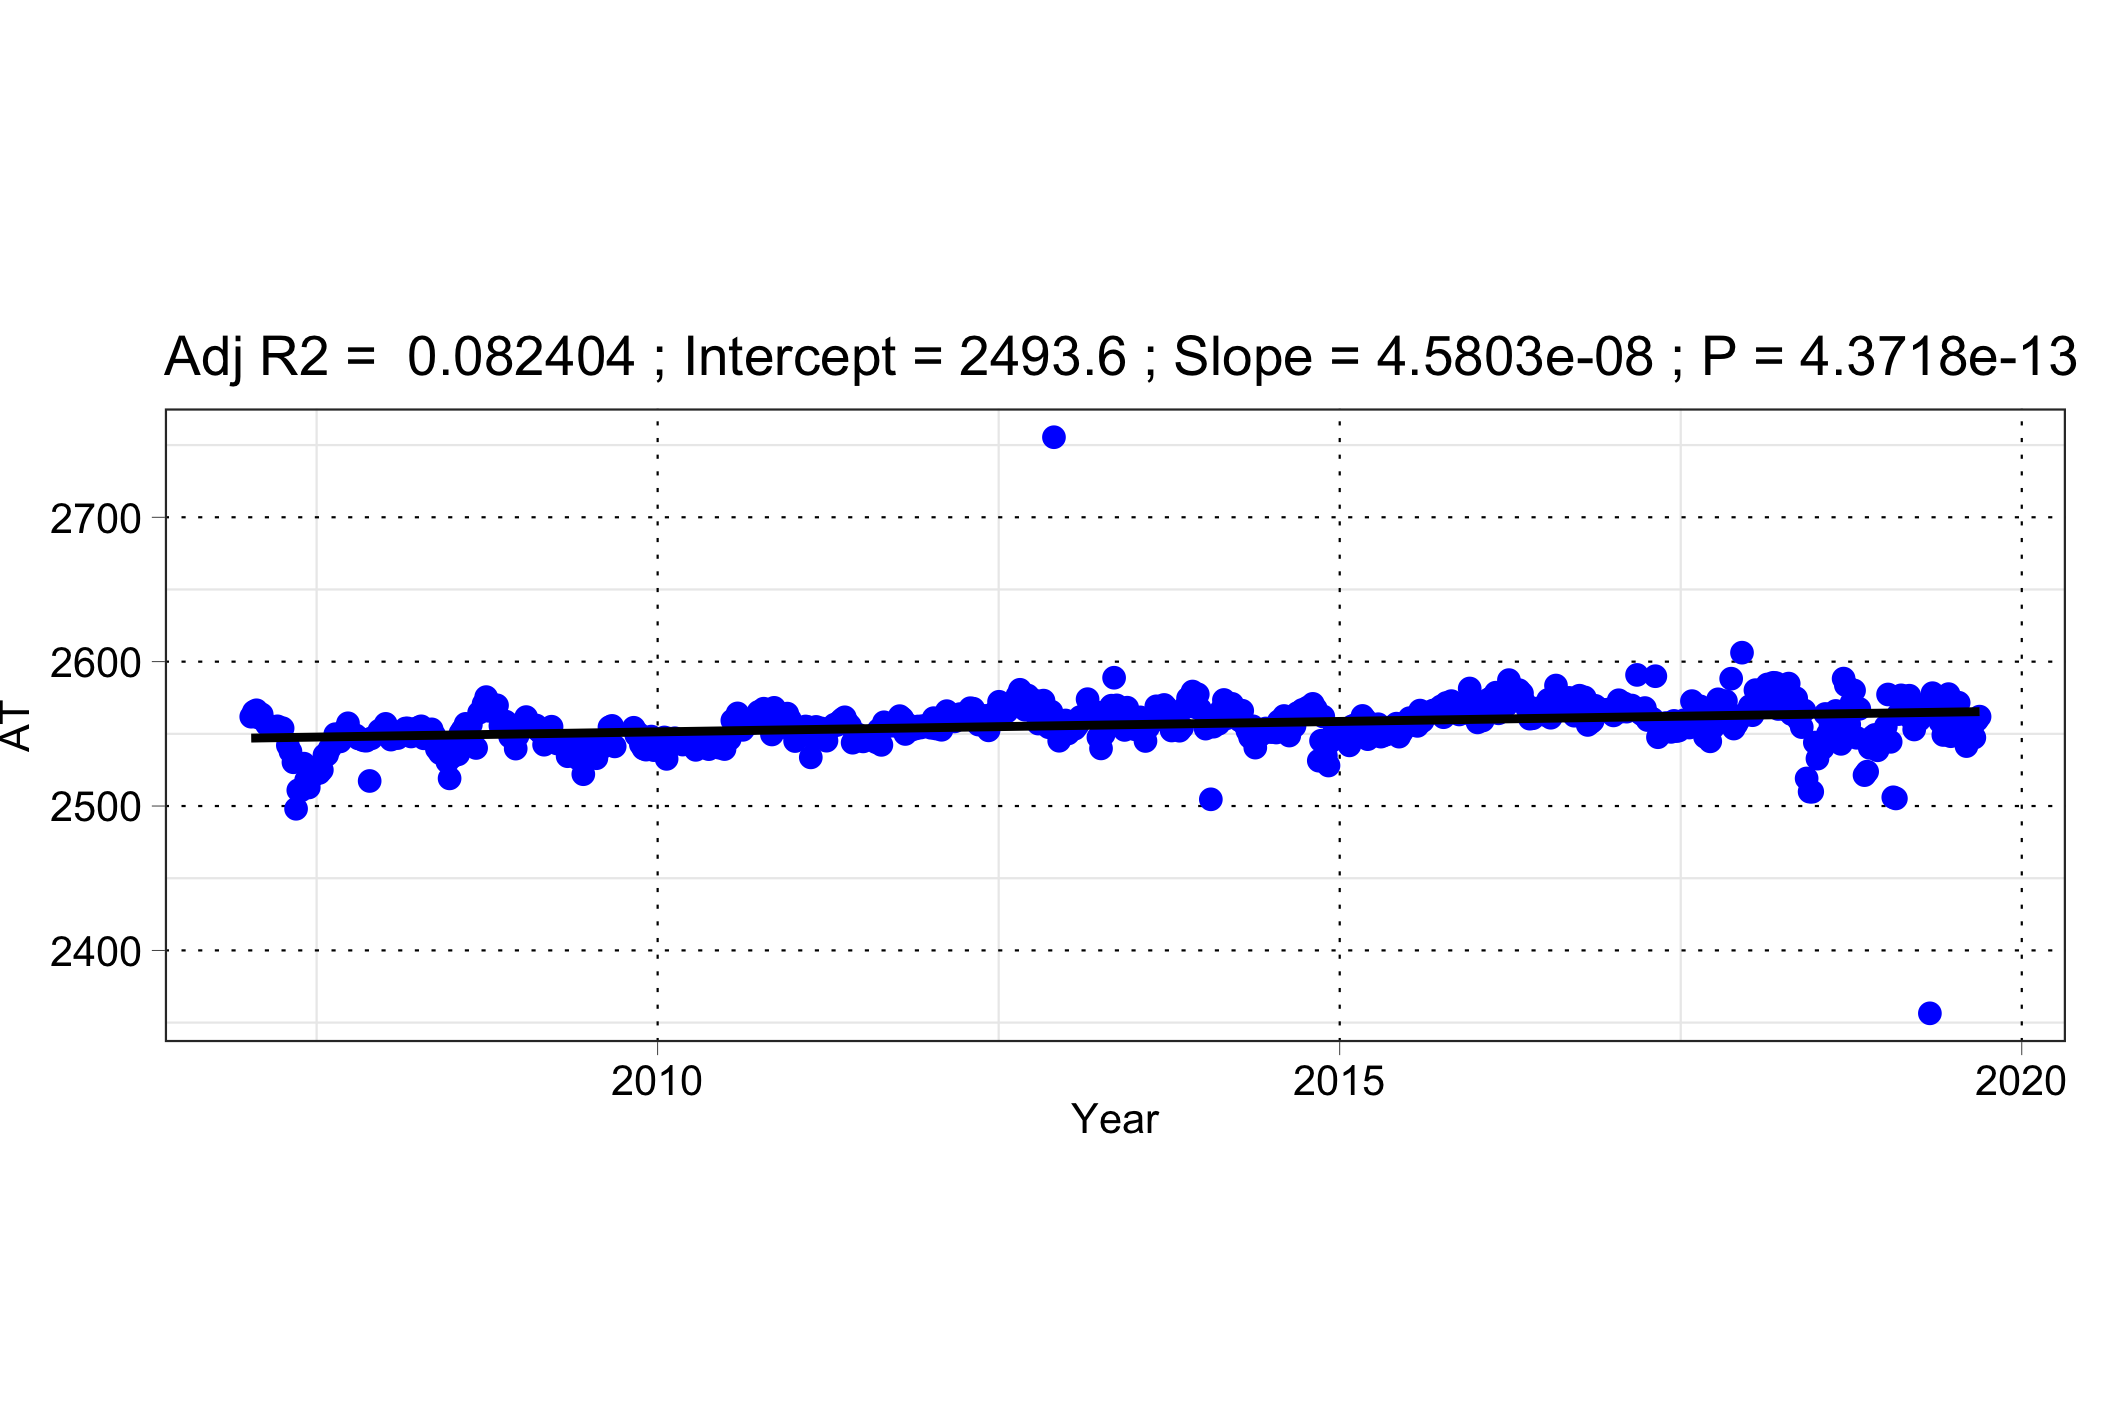 Adj R2 =  0.082404 ; Intercept = 2493.6 ; Slope = 4.5803e-08 ; P = 4.3718e-13
2700
2600
2500
2400
AT
2010
2015
2020
Year